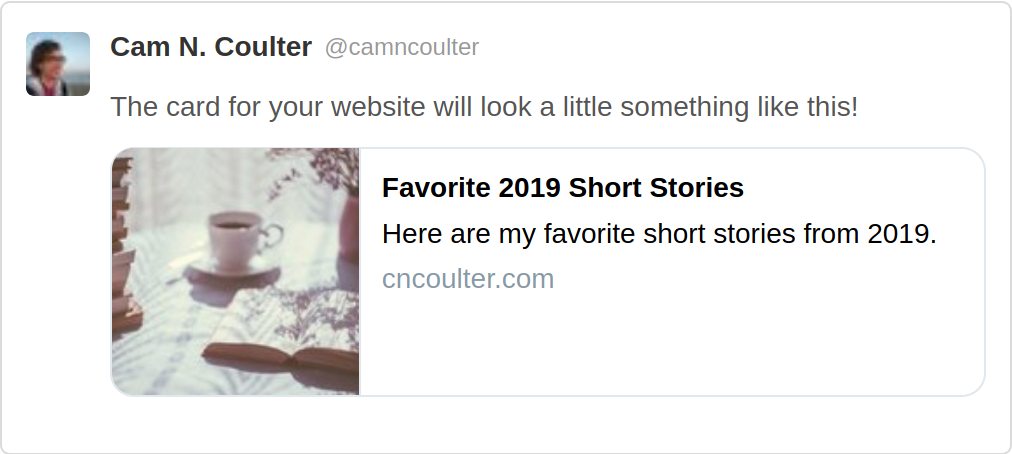 Cam N. Coulter @camncoulter
The card for your website will look a little something like this!
Favorite 2019 Short Stories
Here are my favorite short stories from 2019.
cncoulter.com